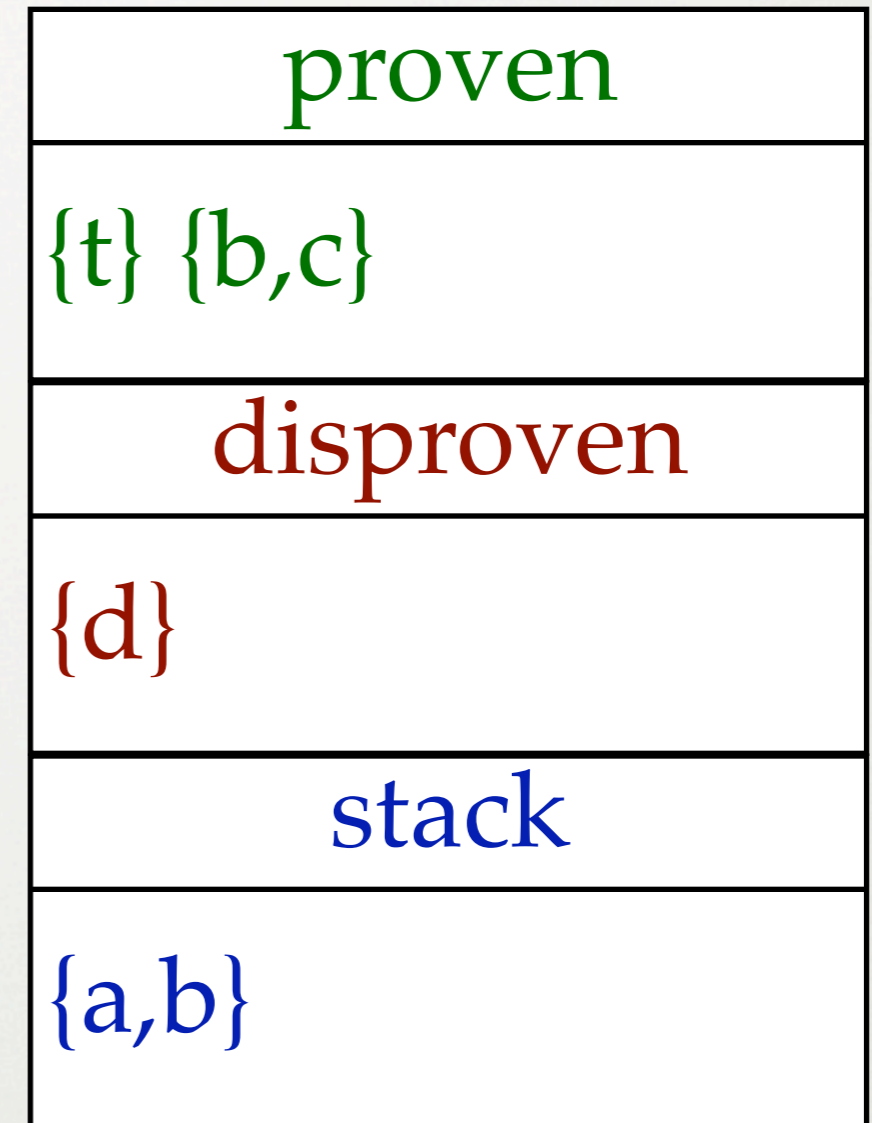 proven
{t} {b,c}
disproven
{d}
stack
{a,b}